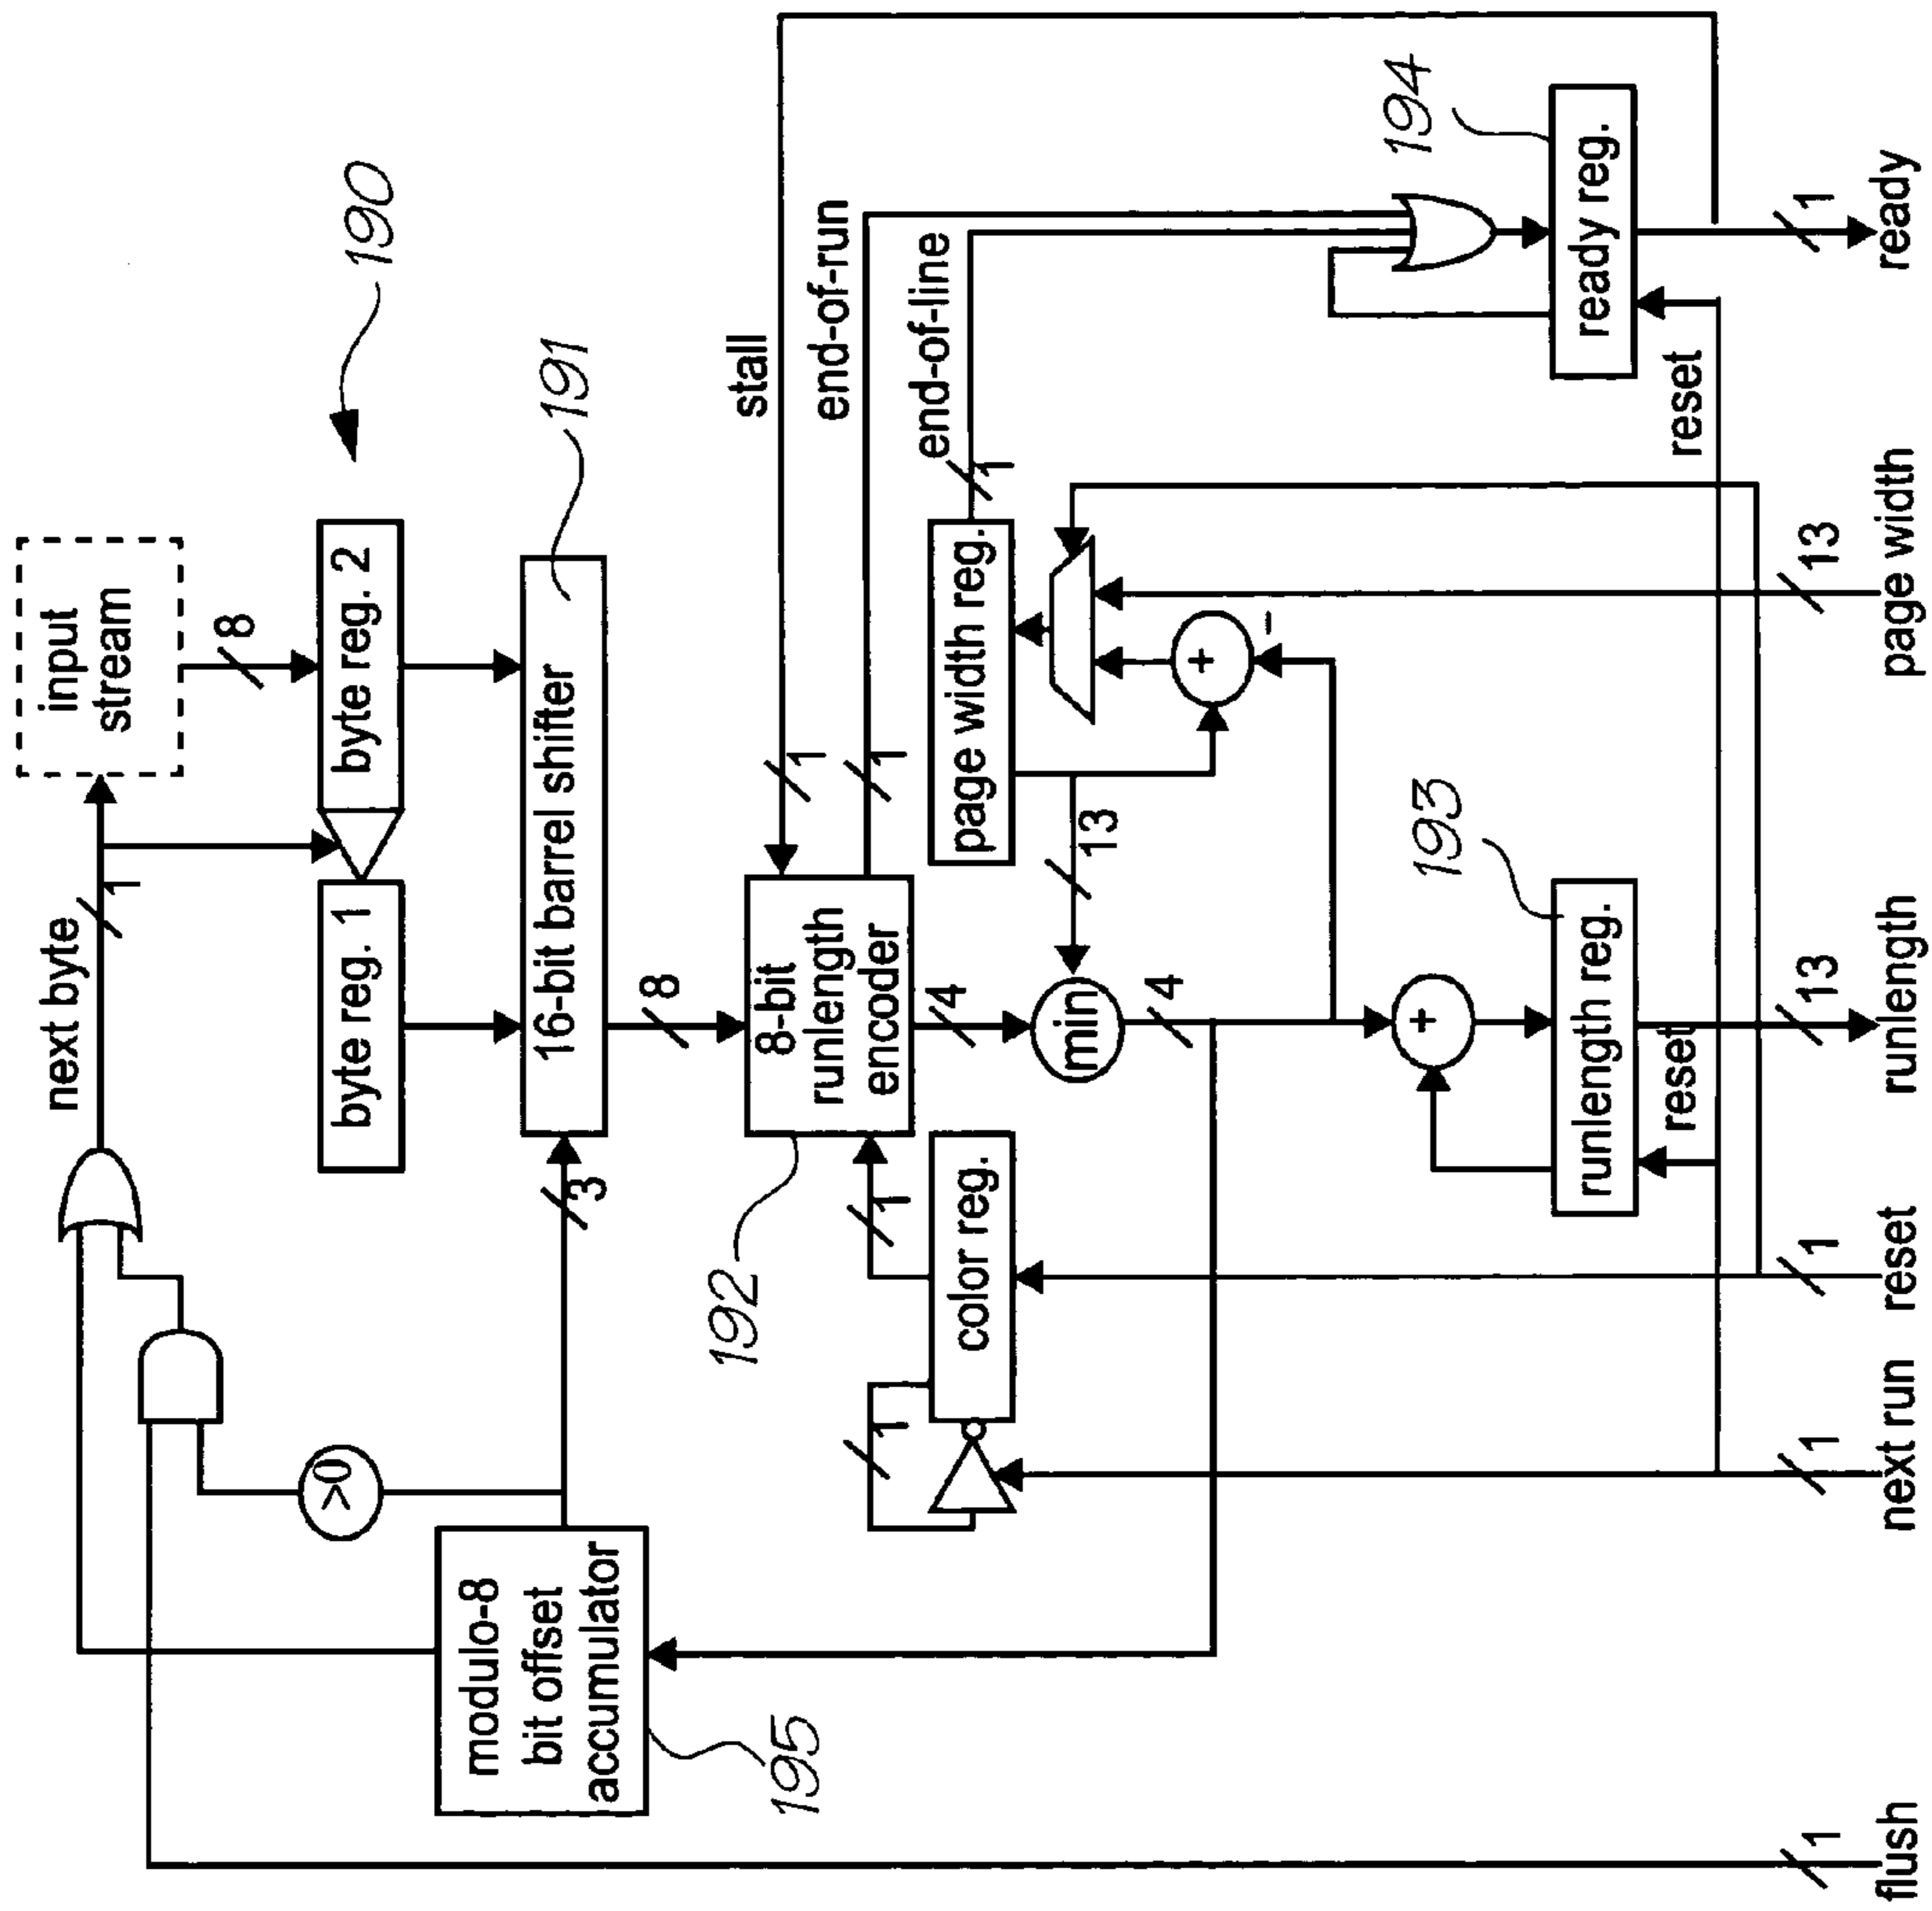 190
input
stream
next byte
1
8
byte reg. 1
byte reg. 2
191
16-bit barrel shifter
3
>0
modulo-8
bit offset
accumulator
195
8
stall
1
end-of-run
1
end-of-line
1
8-bit
runlength
encoder
192
1
color reg.
1
4
min
13
page width reg.
+
-
4
+
193
runlength reg.
reset
194
ready reg.
reset
flush
1
next run
1
reset
1
runlength
13
page width
13
ready
1